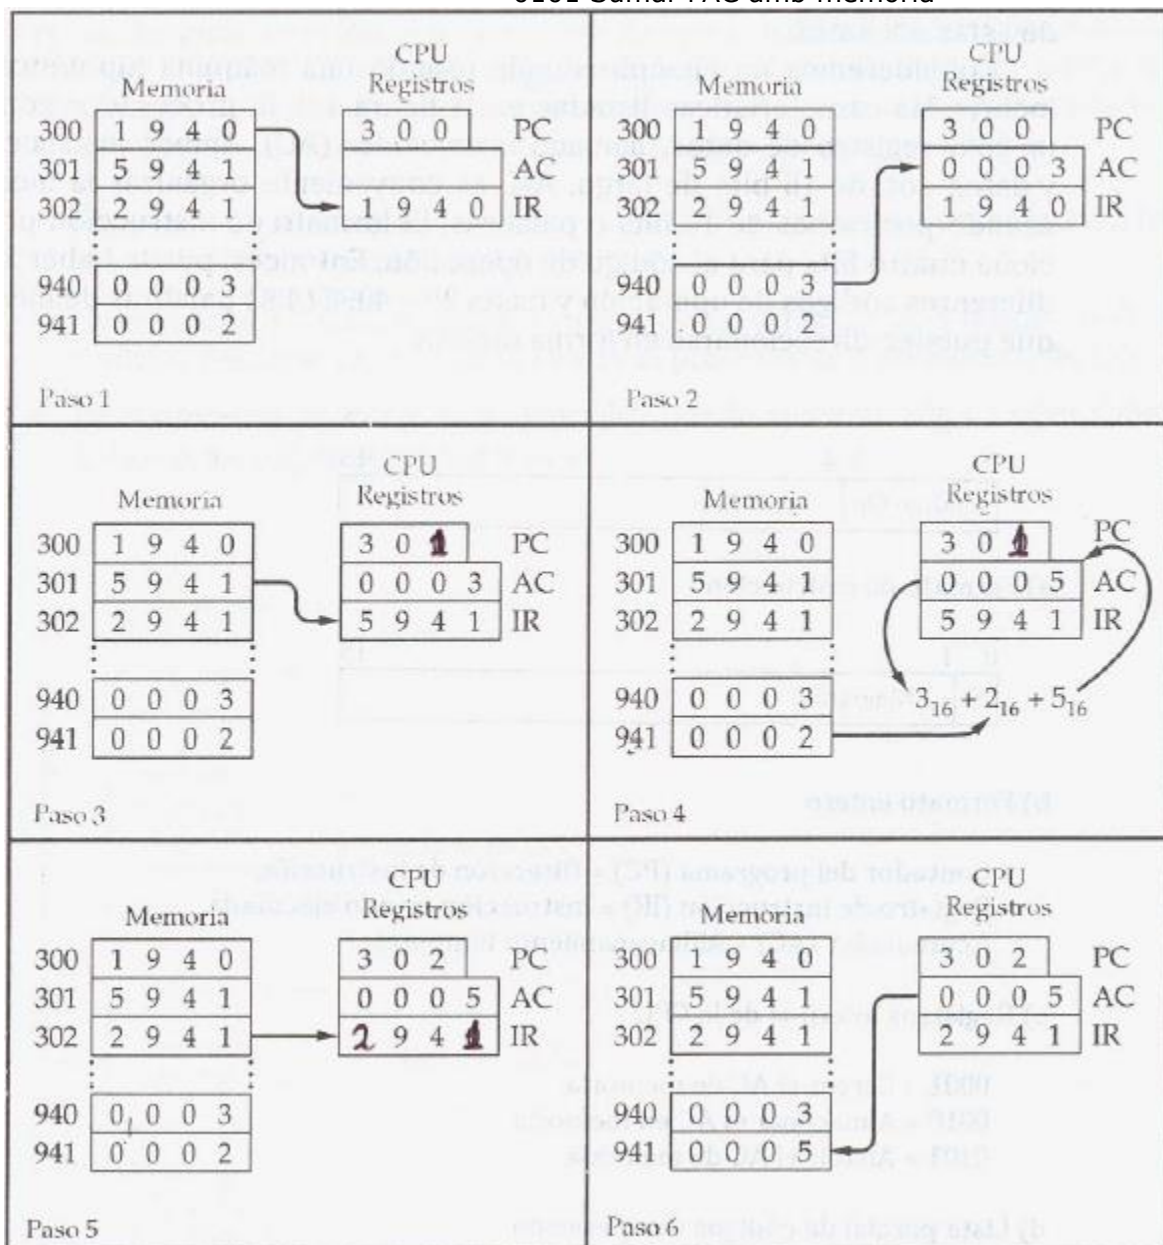 0101 Sumar l'AC amb memòria
CPU
Memoria Registros
300 1 9 4 0 3 0 0 PC
301 5 9 4 1 AC
302 2 9 4 1 1 9 4 0 IR
940 0 0 0 3
941 0 0 0 2
Paso 1
CPU
Memoria Registros
300 1 9 4 0 3 0 0 PC
301 5 9 4 1 0 0 0 3 AC
302 2 9 4 1 1 9 4 0 IR
940 0 0 0 3
941 0 0 0 2
Paso 2
CPU
Memoria Registros
300 1 9 4 0 3 0 1 PC
301 5 9 4 1 0 0 0 3 AC
302 2 9 4 1 5 9 4 1 IR
940 0 0 0 3
941 0 0 0 2
Paso 3
CPU
Memoria Registros
300 1 9 4 0 3 0 1 PC
301 5 9 4 1 0 0 0 5 AC
302 2 9 4 1 5 9 4 1 IR
940 0 0 0 3 3₁₆ + 2₁₆ + 5₁₆
941 0 0 0 2
Paso 4
CPU
Memoria Registros
300 1 9 4 0 3 0 2 PC
301 5 9 4 1 0 0 0 5 AC
302 2 9 4 1 2 9 4 1 IR
940 0 0 0 3
941 0 0 0 2
Paso 5
CPU
Memoria Registros
300 1 9 4 0 3 0 2 PC
301 5 9 4 1 0 0 0 5 AC
302 2 9 4 1 2 9 4 1 IR
940 0 0 0 3
941 0 0 0 5
Paso 6